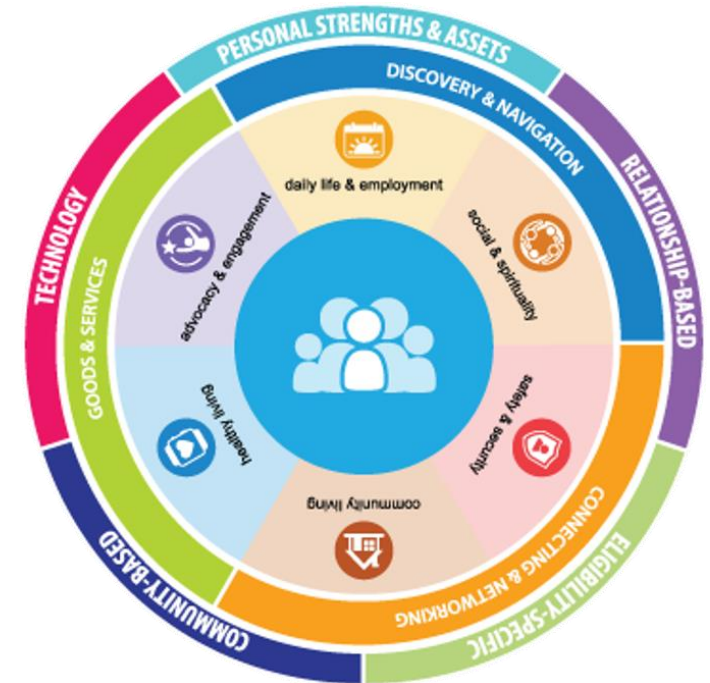 PERSONAL STRENGTHS & ASSETS
RELATIONSHIP-BASED
ELIGIBILITY-SPECIFIC
COMMUNITY-BASED
TECHNOLOGY
DISCOVERY & NAVIGATION
CONNECTING & NETWORKING
GOODS & SERVICES
daily life & employment
social & spirituality
safety & security
community living
healthy living
advocacy & engagement